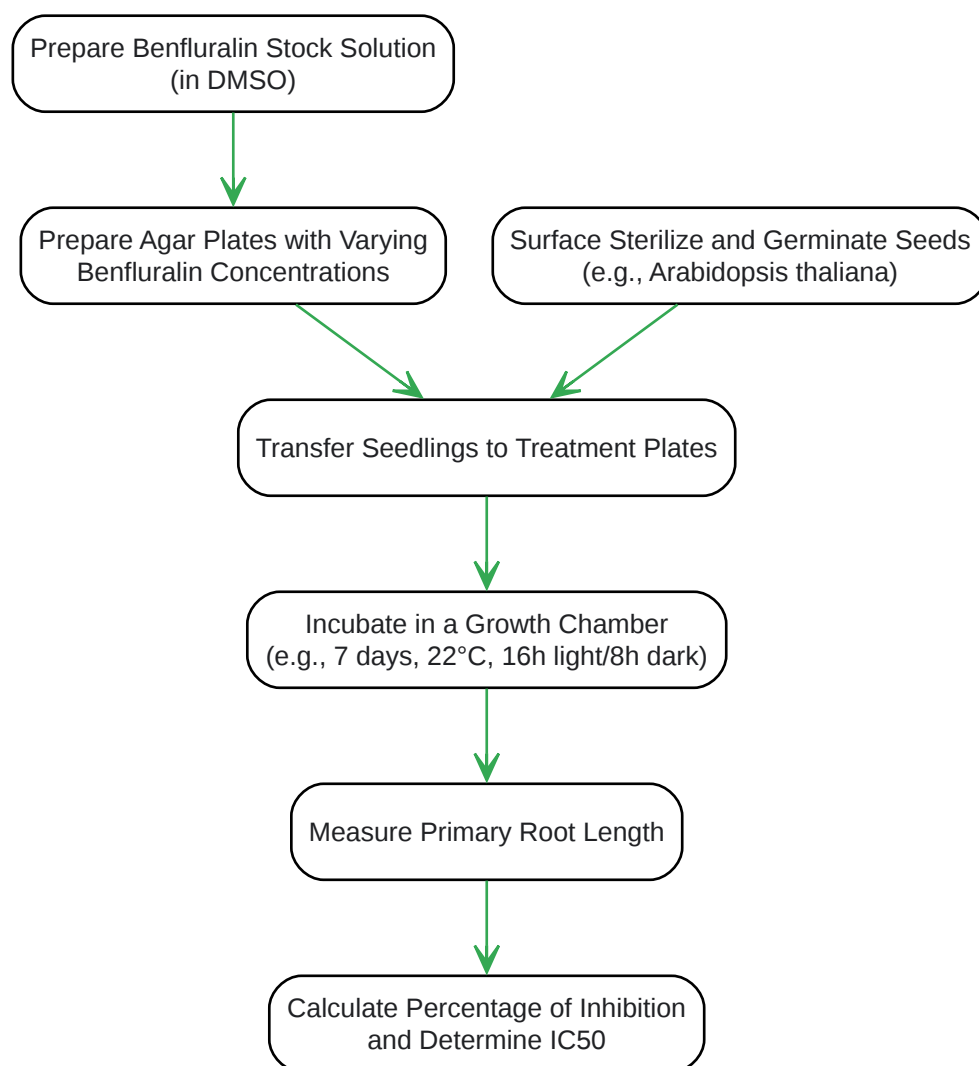 Prepare Benfluralin Stock Solution
(in DMSO)
Prepare Agar Plates with Varying
Benfluralin Concentrations
Surface Sterilize and Germinate Seeds
(e.g., Arabidopsis thaliana)
Transfer Seedlings to Treatment Plates
Incubate in a Growth Chamber
(e.g., 7 days, 22°C, 16h light/8h dark)
Measure Primary Root Length
Calculate Percentage of Inhibition
and Determine IC50